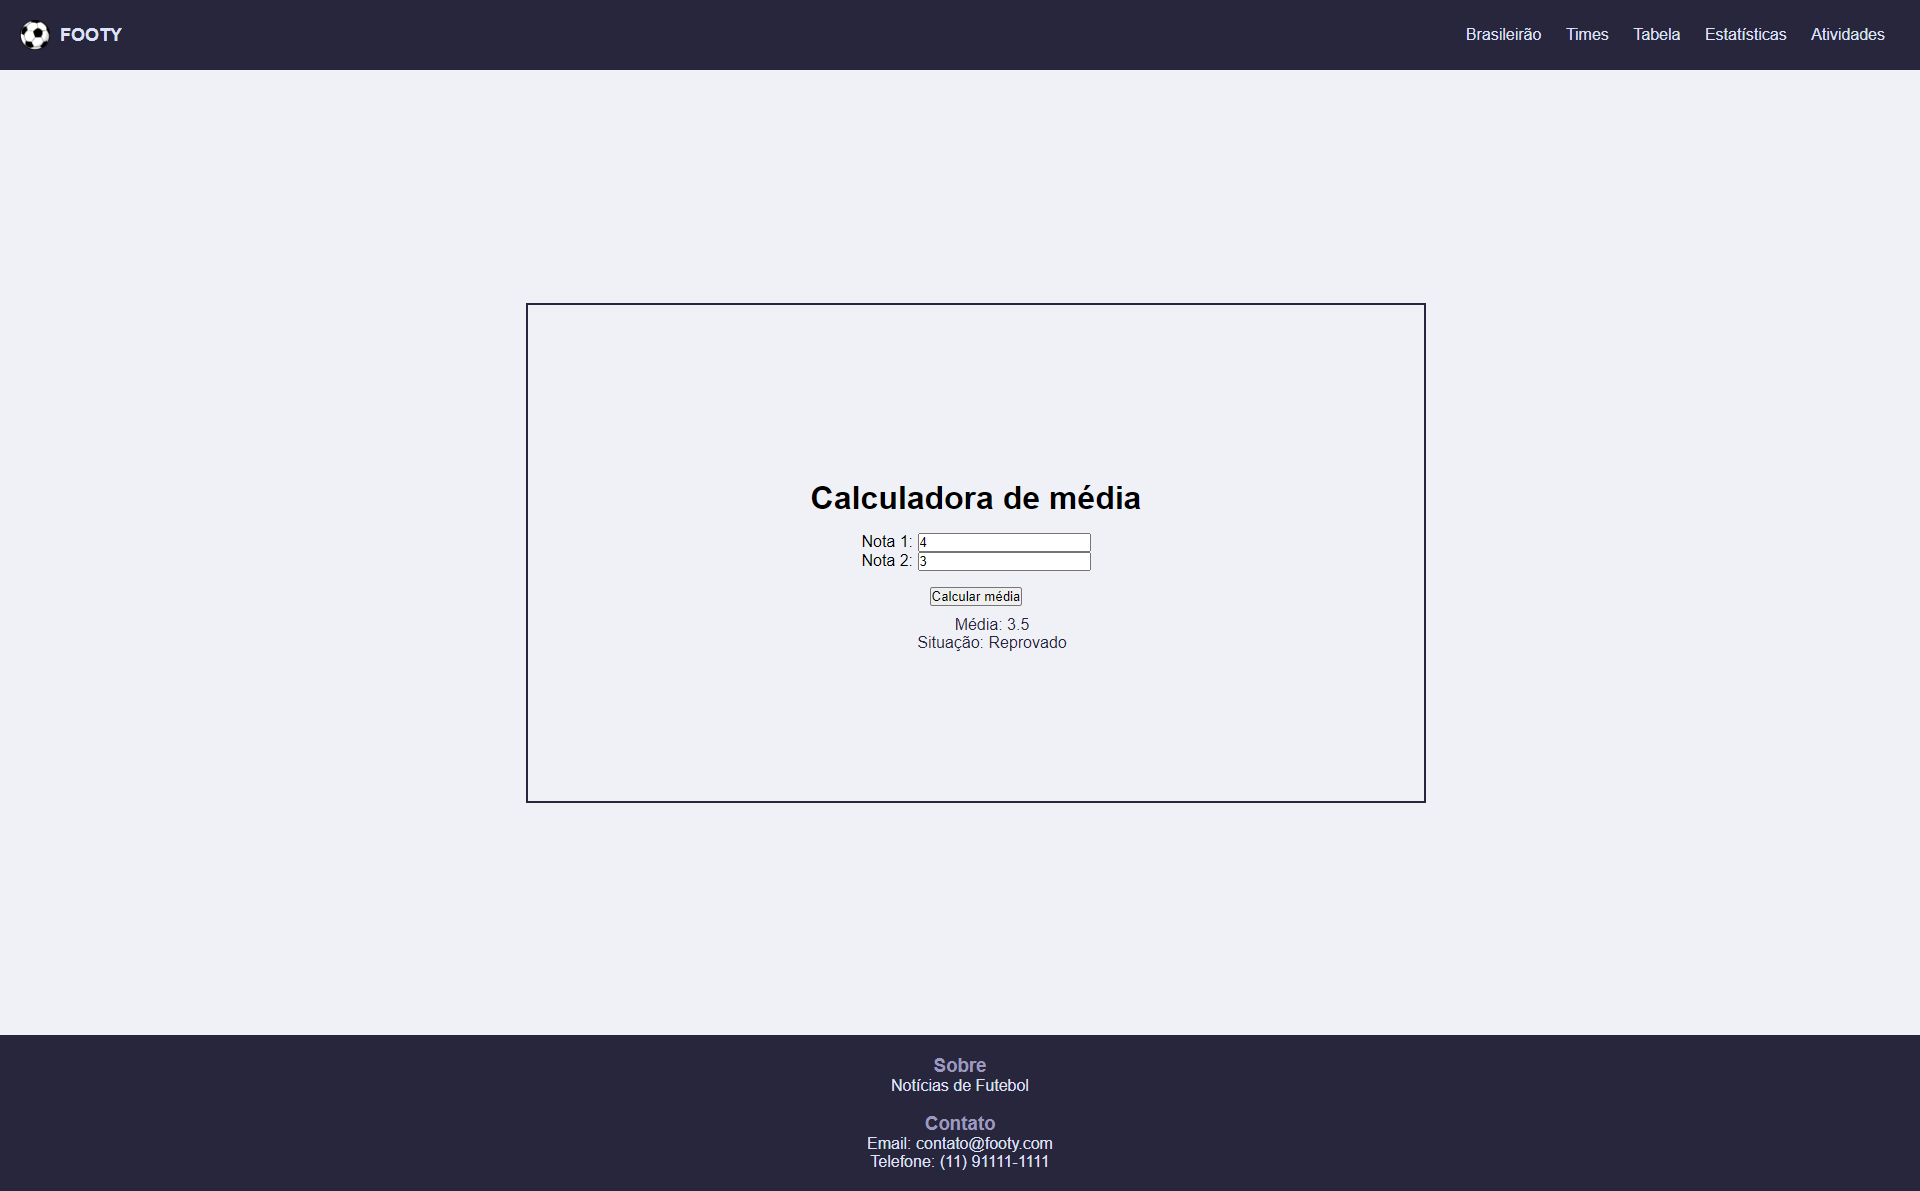 FOOTY
Brasileirão Times Tabela Estatísticas Atividades
Calculadora de média
Nota 1: 4
Nota 2: 3
Calcular média
Média: 3.5
Situação: Reprovado
Sobre
Notícias de Futebol
Contato
Email: contato@footy.com
Telefone: (11) 91111-1111